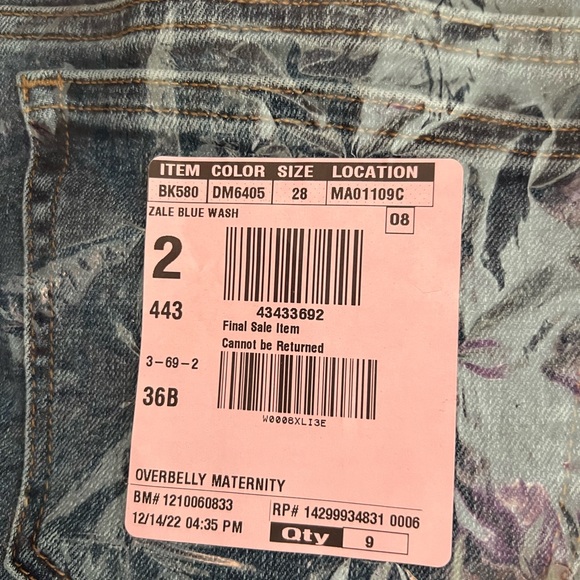 ITEM COLOR SIZE LOCATION
BK580 DM6405 28 MA01109C
ZALE BLUE WASH 08
2
43433692
443
Final Sale Item
Cannot be Returned
3-69-2
36B
W0008XLI3E
OVERBELLY MATERNITY
BM# 1210060833
RP# 14299934831 0006
12/14/22 04:35 PM
Qty 9